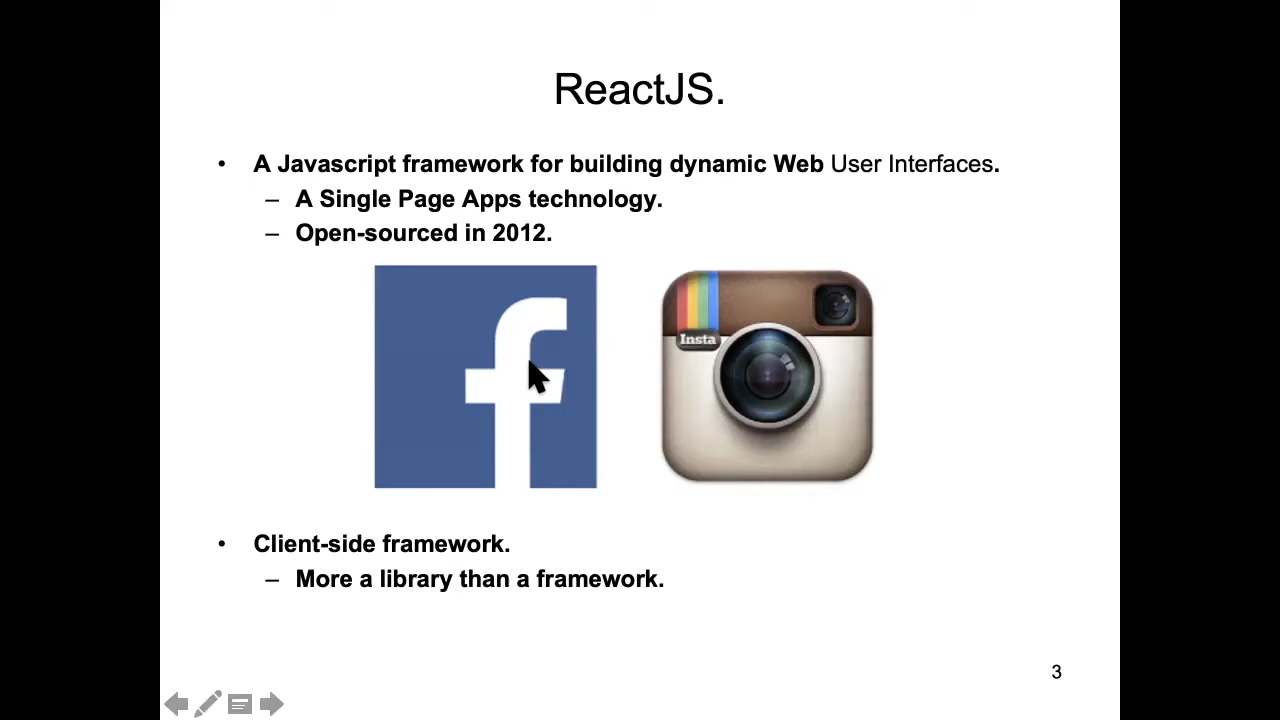 ReactJS.
• A Javascript framework for building dynamic Web User Interfaces.
– A Single Page Apps technology.
– Open-sourced in 2012.
f
Insta
• Client-side framework.
– More a library than a framework.
3